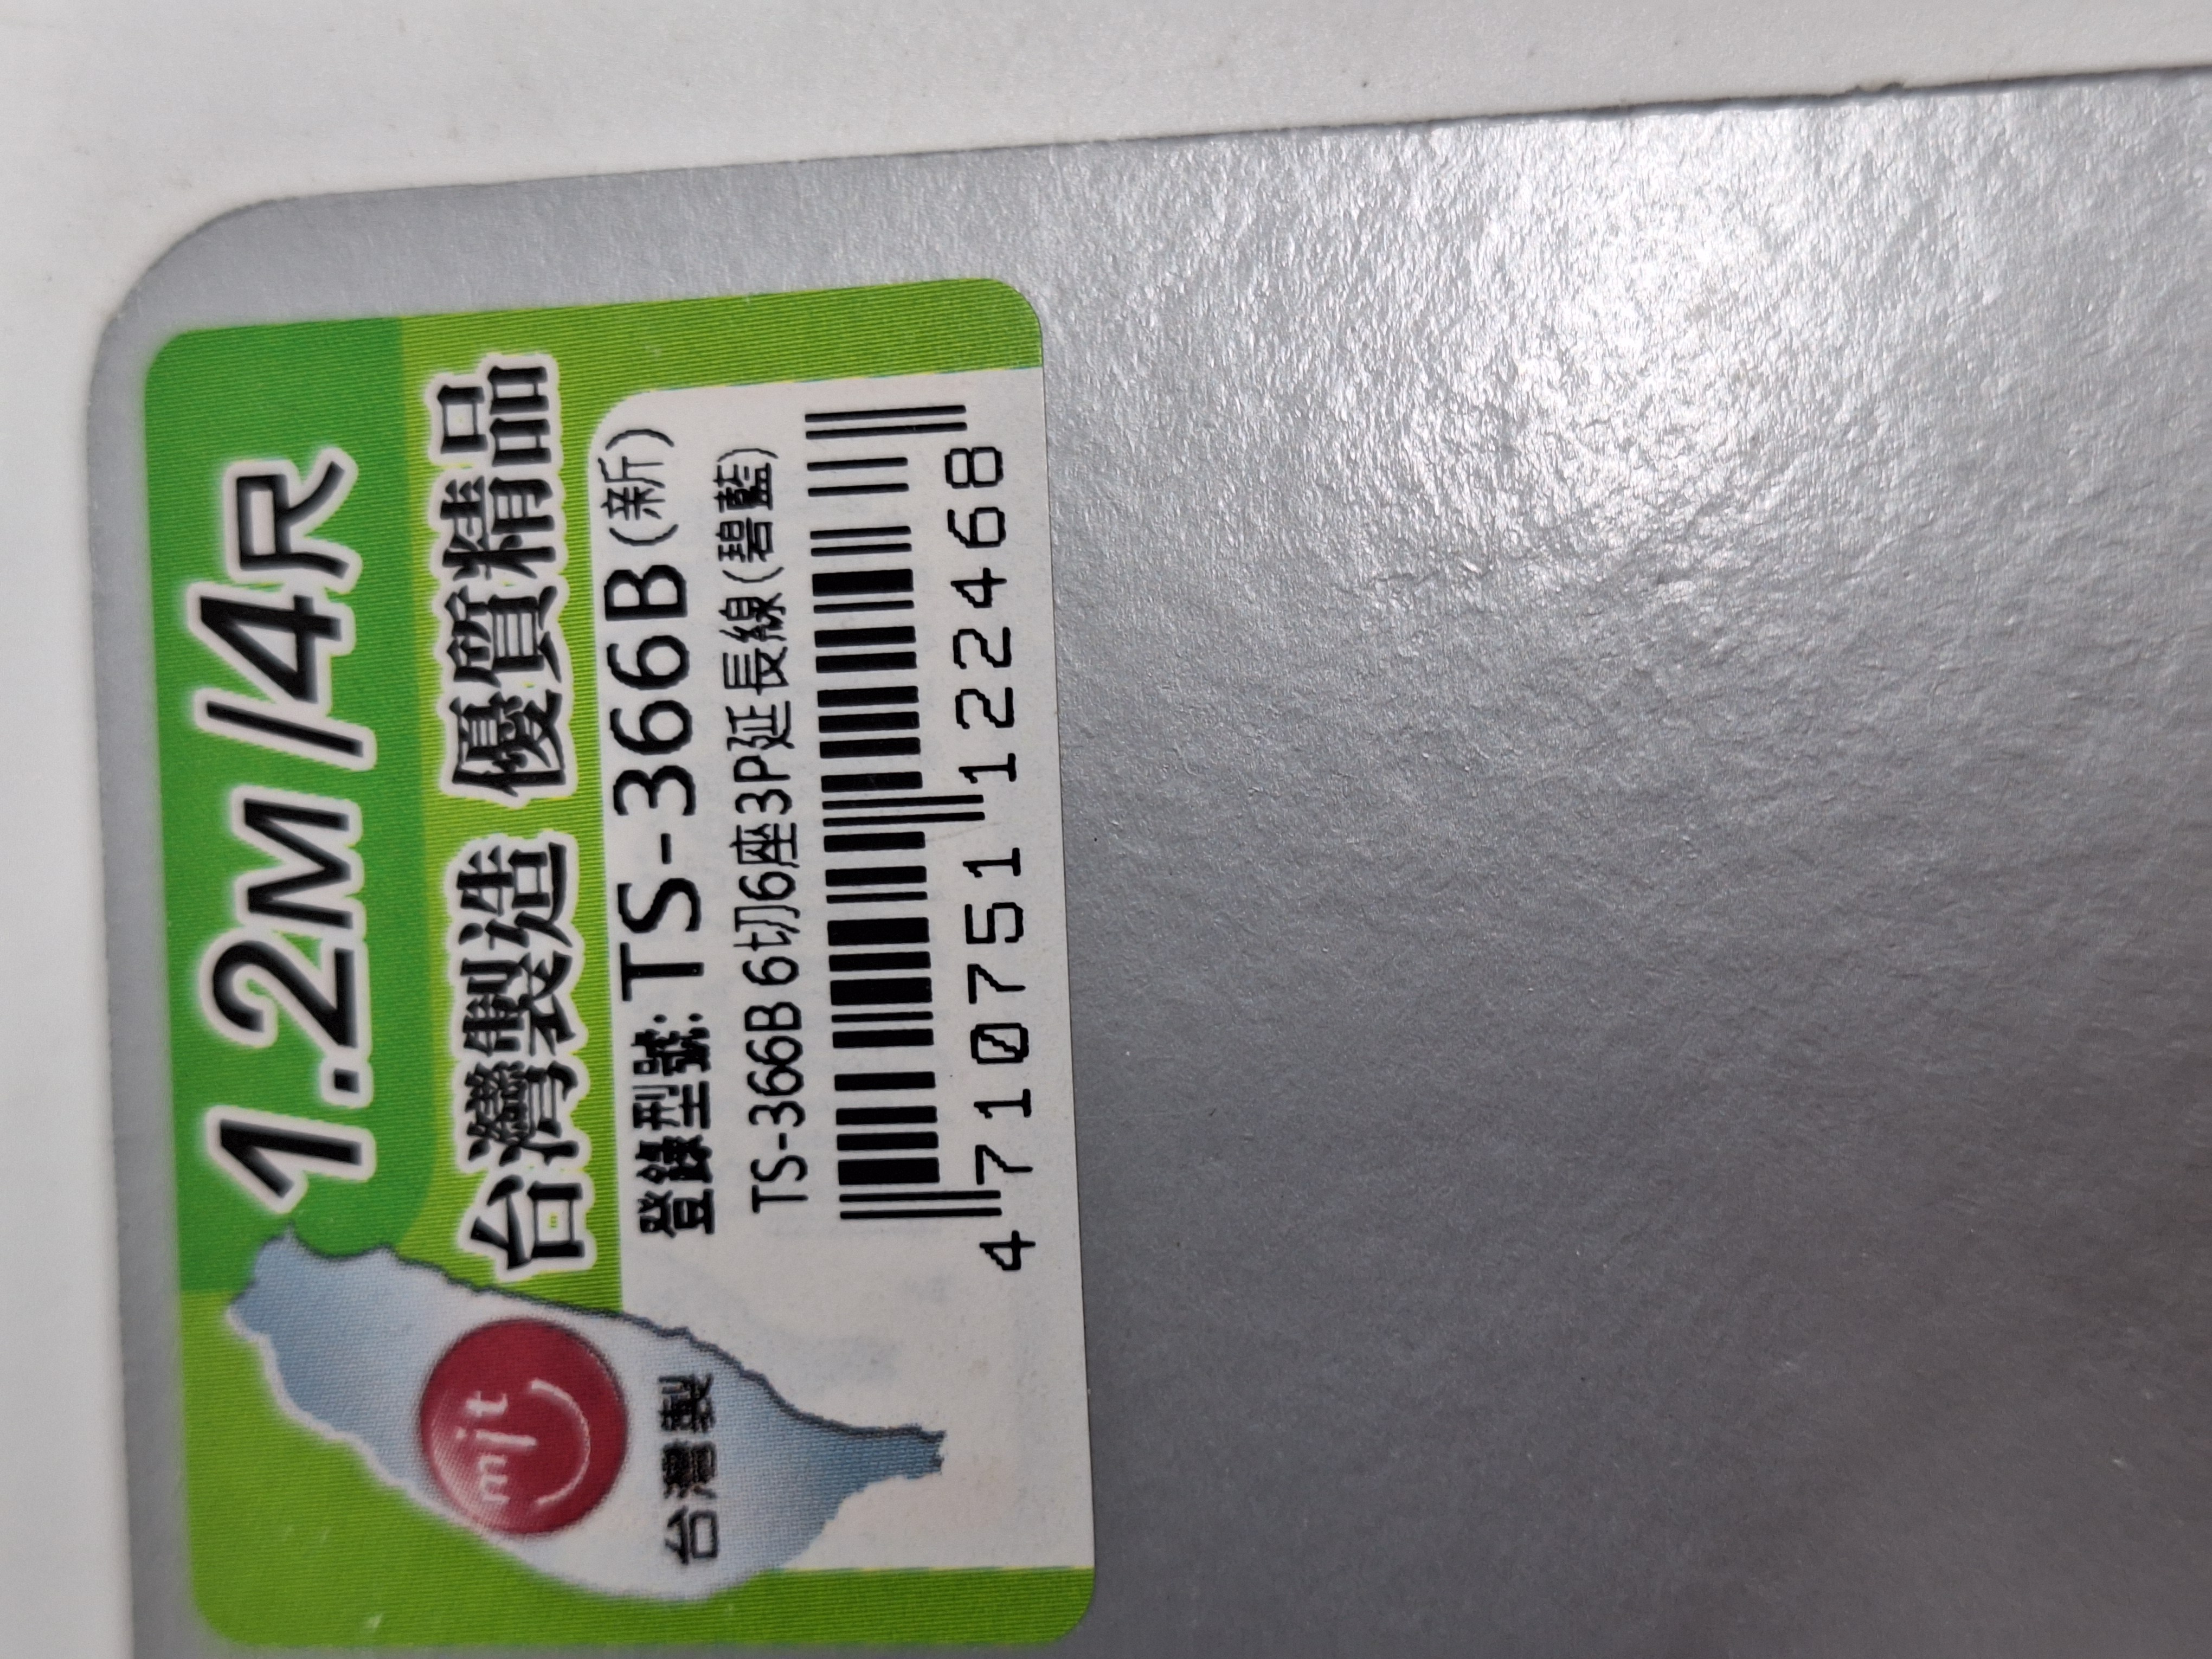 1.2M/4尺
台灣製造 優質精品
登錄型號:TS-366B(新)
TS-366B 6切6座3P延長線(碧藍)
4710751122468
mit
台灣製